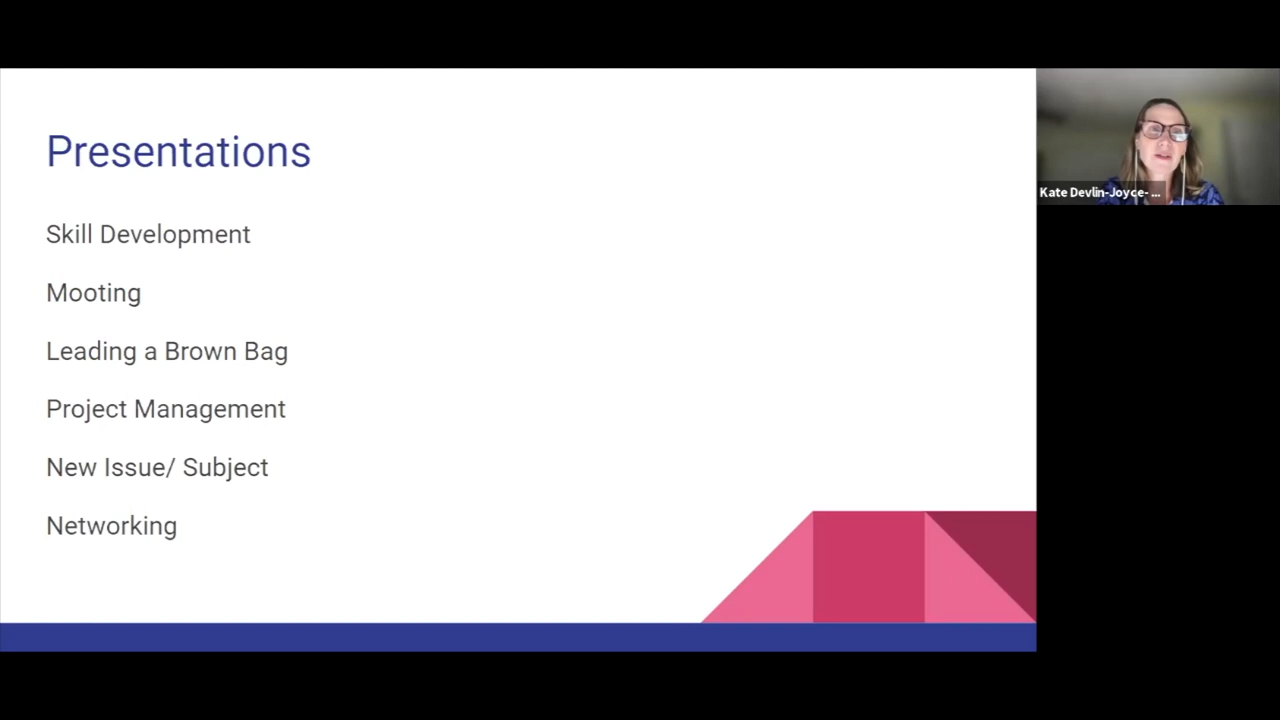 Presentations
Skill Development
Mooting
Leading a Brown Bag
Project Management
New Issue/ Subject
Networking
Kate Devlin-Joyce- ...